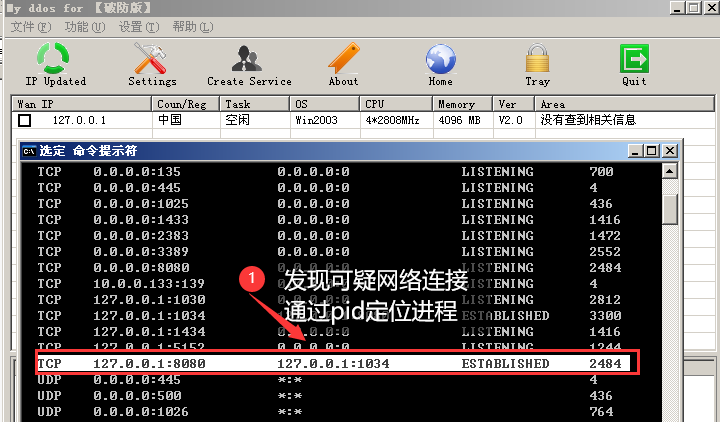 My ddos for 【破防版】
文件(F) 功能(U) 设置(T) 帮助(L)
IP Updated Settings Create Service About Home Tray Quit
Wan IP Coun/Reg Task OS CPU Memory Ver Area
127.0.0.1 中国 空闲 Win2003 4*2808MHz 4096 MB V2.0 没有查到相关信息
选定 命令提示符
TCP 0.0.0.0:135 0.0.0.0:0 LISTENING 700
TCP 0.0.0.0:445 0.0.0.0:0 LISTENING 4
TCP 0.0.0.0:1025 0.0.0.0:0 LISTENING 436
TCP 0.0.0.0:1433 0.0.0.0:0 LISTENING 1416
TCP 0.0.0.0:2383 0.0.0.0:0 LISTENING 1472
TCP 0.0.0.0:3389 0.0.0.0:0 LISTENING 2552
TCP 0.0.0.0:8080 0.0.0.0:0 LISTENING 2484
TCP 10.0.0.133:139 LISTENING 4
1 发现可疑网络连接
TCP 127.0.0.1:1030 LISTENING 2812
通过pid定位进程
TCP 127.0.0.1:1034 ESTABLISHED 3300
TCP 127.0.0.1:1434 0.0.0.0:0 LISTENING 1416
TCP 127.0.0.1:5152 0.0.0.0:0 LISTENING 1244
TCP 127.0.0.1:8080 127.0.0.1:1034 ESTABLISHED 2484
UDP 0.0.0.0:445 *:* 4
UDP 0.0.0.0:500 *:* 436
UDP 0.0.0.0:1026 *:* 764